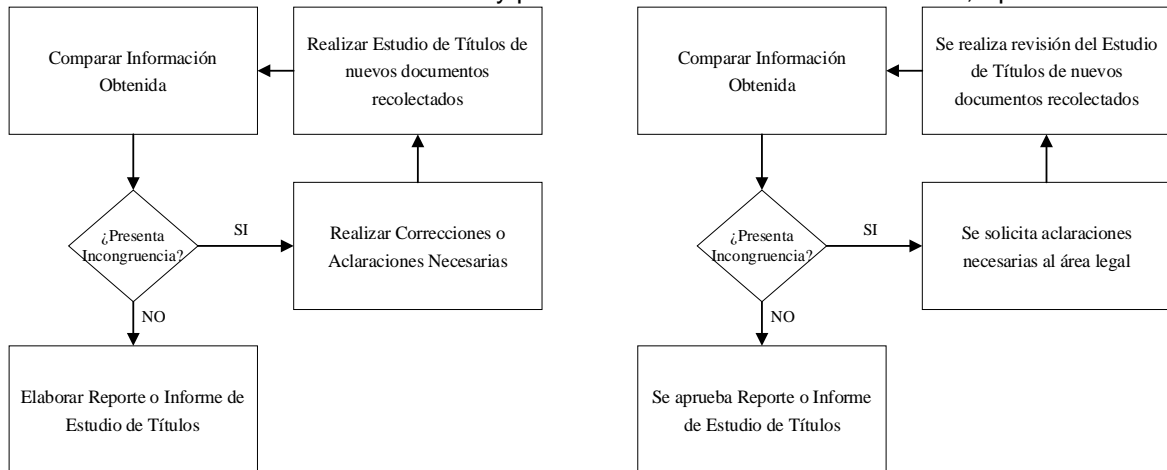 Comparar Información
Obtenida
Realizar Estudio de Títulos de
nuevos documentos
recolectados
¿Presenta
Incongruencia?
SI
Realizar Correcciones o
Aclaraciones Necesarias
NO
Elaborar Reporte o Informe de
Estudio de Títulos
Comparar Información
Obtenida
Se realiza revisión del Estudio
de Títulos de nuevos
documentos recolectados
¿Presenta
Incongruencia?
SI
Se solicita aclaraciones
necesarias al área legal
NO
Se aprueba Reporte o Informe
de Estudio de Títulos